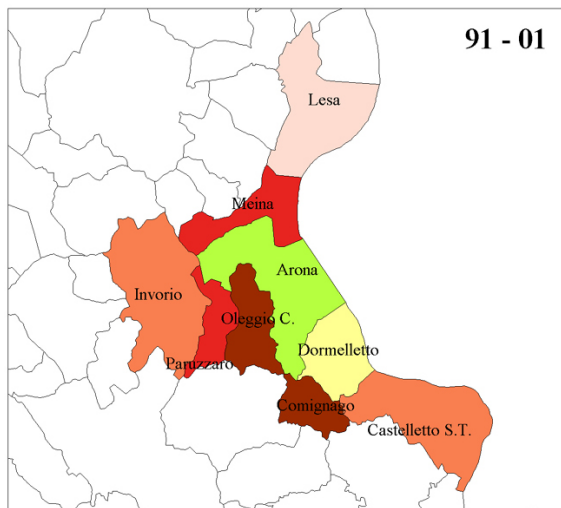 91 - 01
Lesa
Meina
Arona
Invorio
Oleggio C.
Dormelletto
Paruzzaro
Comignago
Castelletto S.T.